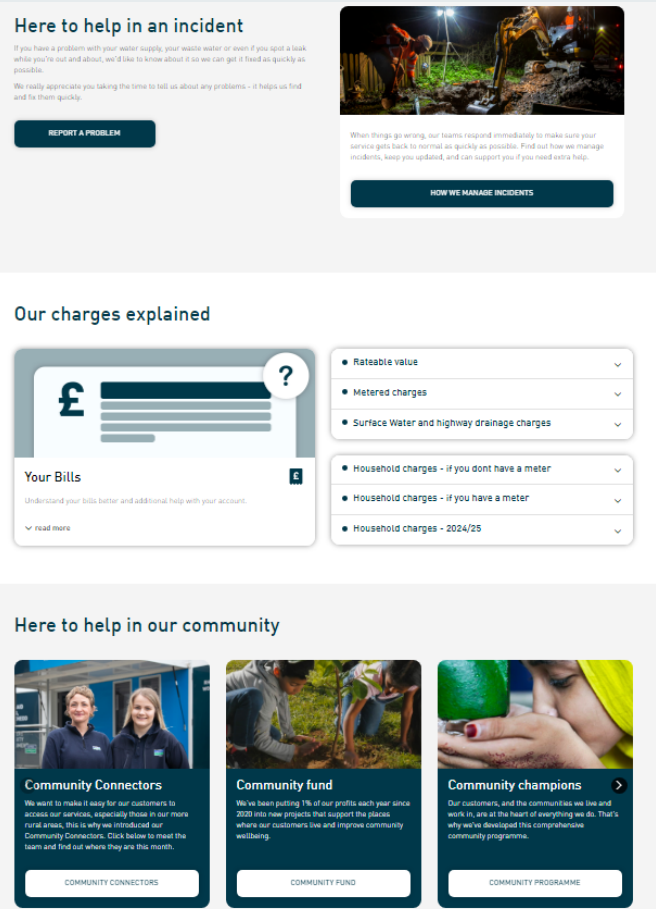 Here to help in an incident
If you have a problem with your water supply, your waste water or even if you spot a leak
while you're out and about, we'd like to know about it so we can get it fixed as quickly as
possible.
We really appreciate you taking the time to tell us about any problems - it helps us find
and fix them quickly.
REPORT A PROBLEM
When things go wrong, our teams respond immediately to make sure your
service gets back to normal as quickly as possible. Find out how we manage
incidents, keep you updated, and can support you if you need extra help.
HOW WE MANAGE INCIDENTS
Our charges explained
£
?
Your Bills
£
Understand your bills better and additional help with your account.
read more
Rateable value
Metered charges
Surface Water and highway drainage charges
Household charges - if you dont have a meter
Household charges - if you have a meter
Household charges - 2024/25
Here to help in our community
Community Connectors
We want to make it easy for our customers to
access our services, especially those in our more
rural areas, this is why we introduced our
Community Connectors. Click below to meet the
team and find out where they are this month.
COMMUNITY CONNECTORS
Community fund
We've been putting 1% of our profits each year since
2020 into new projects that support the places
where our customers live and improve community
wellbeing.
COMMUNITY FUND
Community champions
Our customers, and the communities we live and
work in, are at the heart of everything we do. That's
why we've developed this comprehensive
community programme.
COMMUNITY PROGRAMME